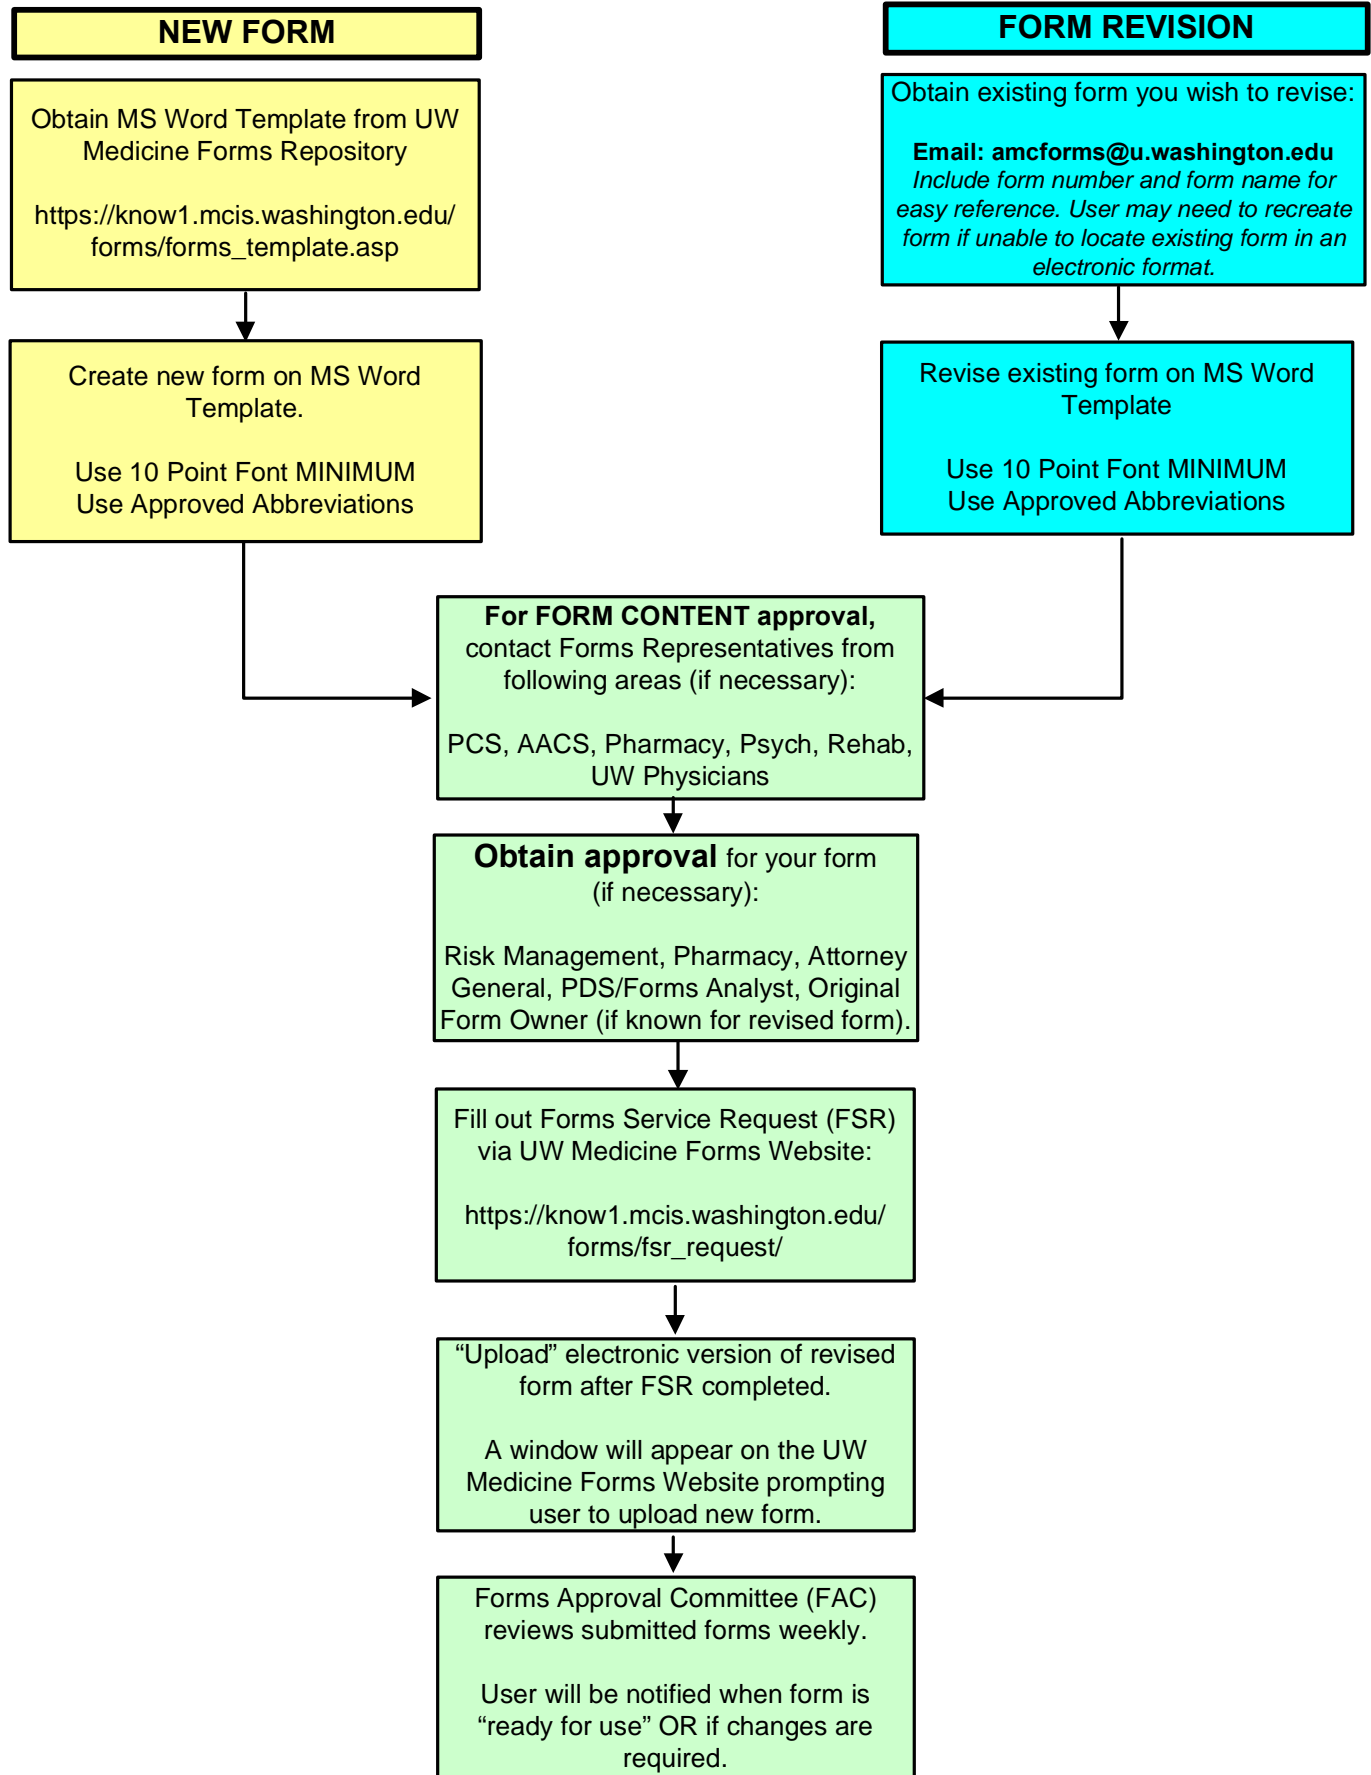 NEW FORM
Obtain MS Word Template from UW
Medicine Forms Repository
https://know1.mcis.washington.edu/
forms/forms_template.asp
Create new form on MS Word
Template.
Use 10 Point Font MINIMUM
Use Approved Abbreviations
FORM REVISION
Obtain existing form you wish to revise:
Email: amcforms@u.washington.edu
Include form number and form name for
easy reference. User may need to recreate
form if unable to locate existing form in an
electronic format.
Revise existing form on MS Word
Template
Use 10 Point Font MINIMUM
Use Approved Abbreviations
For FORM CONTENT approval,
contact Forms Representatives from
following areas (if necessary):
PCS, AACS, Pharmacy, Psych, Rehab,
UW Physicians
Obtain approval for your form
(if necessary):
Risk Management, Pharmacy, Attorney
General, PDS/Forms Analyst, Original
Form Owner (if known for revised form).
Fill out Forms Service Request (FSR)
via UW Medicine Forms Website:
https://know1.mcis.washington.edu/
forms/fsr_request/
“Upload” electronic version of revised
form after FSR completed.
A window will appear on the UW
Medicine Forms Website prompting
user to upload new form.
Forms Approval Committee (FAC)
reviews submitted forms weekly.
User will be notified when form is
“ready for use” OR if changes are
required.